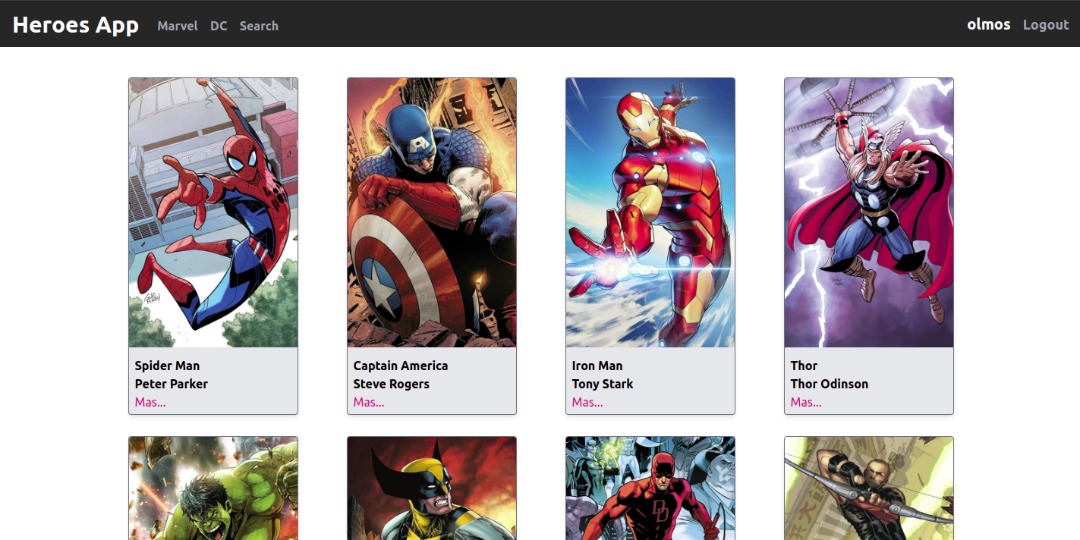 Heroes App Marvel DC Search olmos Logout
Spider Man
Peter Parker
Mas...
Captain America
Steve Rogers
Mas...
Iron Man
Tony Stark
Mas...
Thor
Thor Odinson
Mas...
A
DD